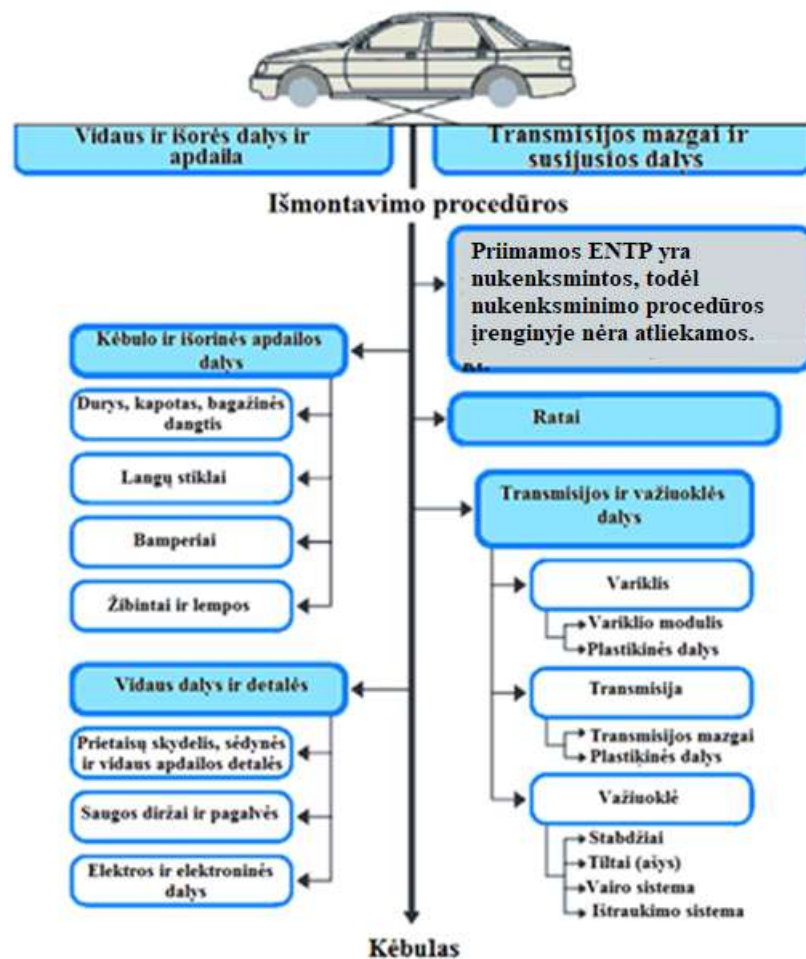 Vidaus ir išorės dalys ir
apdaila
Transmisijos mazgai ir
susijusios dalys
Išmontavimo procedūros
Priimamos ENTP yra
nukenksmintos, todėl
nukenksminimo procedūros
įrenginyje nėra atliekamos.
Kėbulo ir išorinės apdailos
dalys
Durys, kapotas, bagažinės
dangtis
Langų stiklai
Bamperiai
Žibintai ir lempos
Ratai
Transmisijos ir važiuoklės
dalys
Variklis
Variklio modulis
Plastikinės dalys
Transmisija
Transmisijos mazgai
Plastikinės dalys
Važiuoklė
Stabdžiai
Tiltai (ašys)
Vairo sistema
Ištraukimo sistema
Vidaus dalys ir detalės
Prietaisų skydelis, sėdynės
ir vidaus apdailos detalės
Saugos diržai ir pagalvės
Elektros ir elektroninės
dalys
Kėbulas